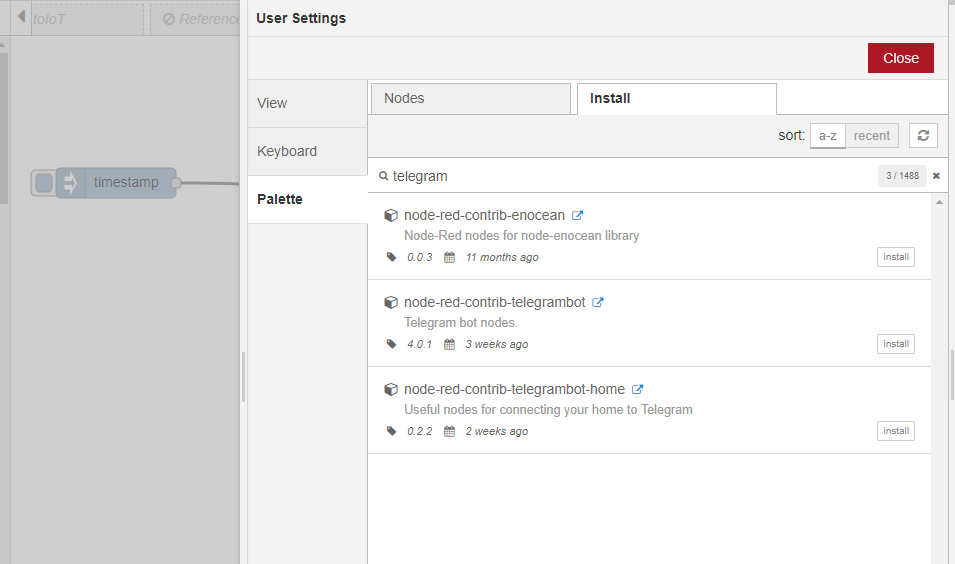 User Settings
toIoT
Reference
Close
View
Keyboard
Palette
Nodes
Install
sort: a-z recent
telegram
3 / 1488
timestamp
node-red-contrib-enocean
Node-Red nodes for node-enocean library
0.0.3 11 months ago
install
node-red-contrib-telegrambot
Telegram bot nodes.
4.0.1 3 weeks ago
install
node-red-contrib-telegrambot-home
Useful nodes for connecting your home to Telegram
0.2.2 2 weeks ago
install